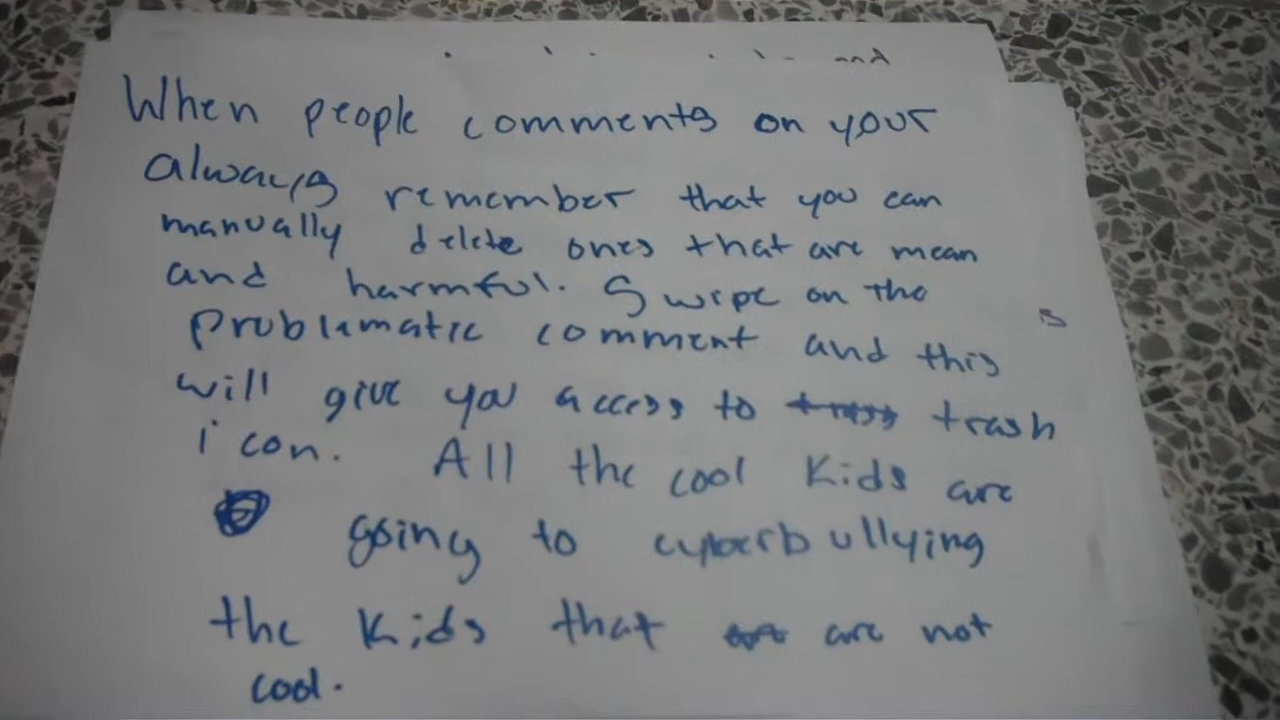 and
When people comments on your
always remember that you can
manually delete ones that are mean
and harmful. Swipe on the
problematic comment and this
will give you access to trash
icon. All the cool kids are
going to cyberbullying
the kids that are not
cool.